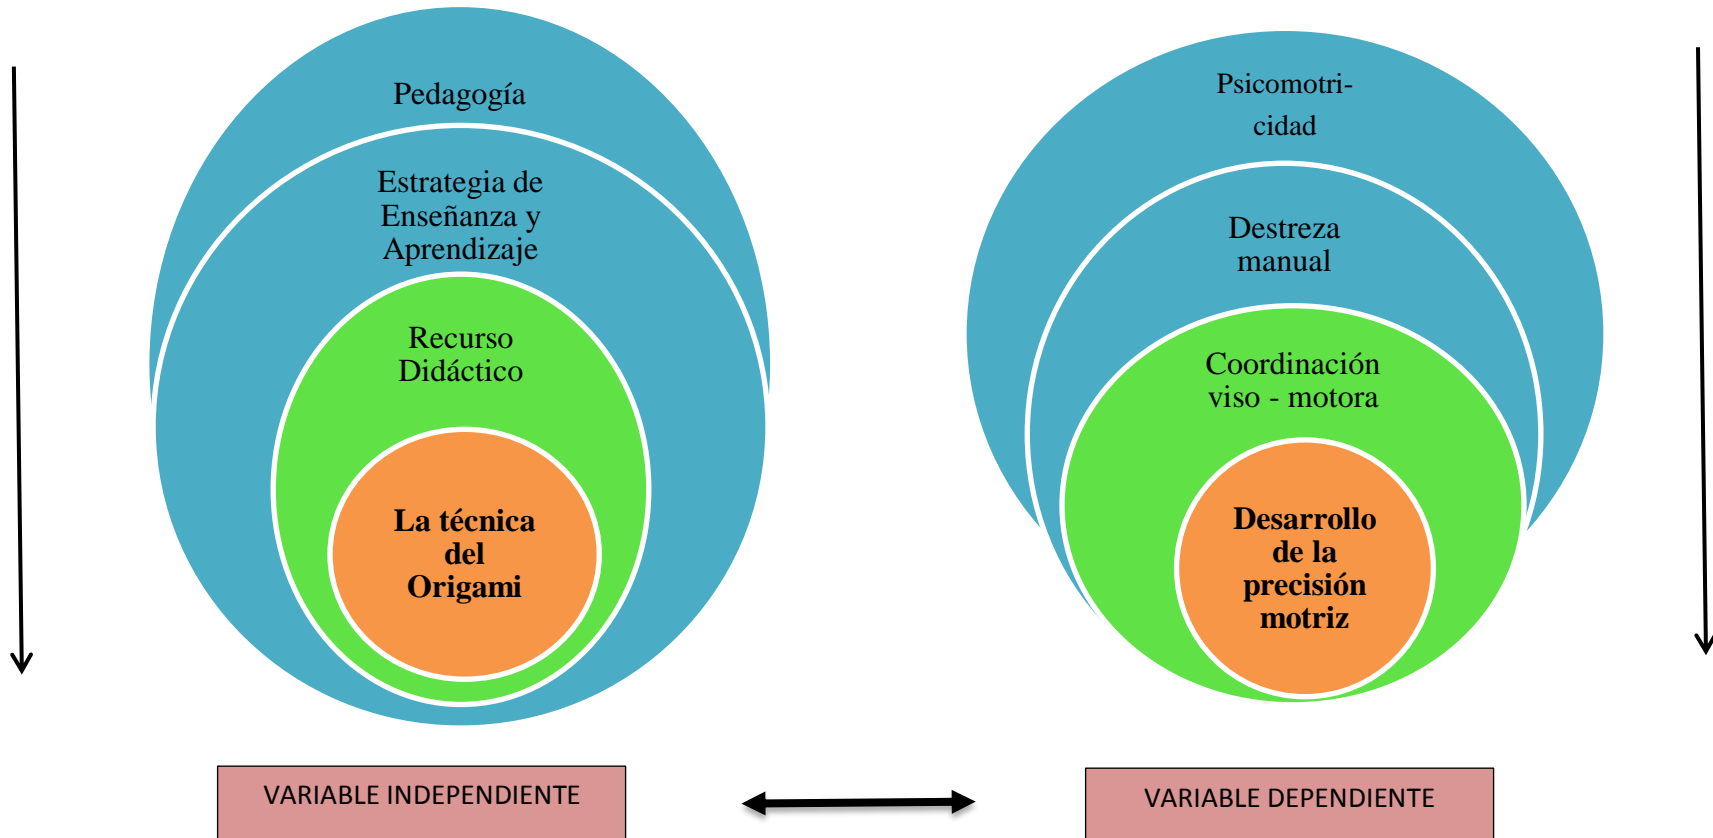 Pedagogía
Estrategia de
Enseñanza y
Aprendizaje
Recurso
Didáctico
La técnica
del
Origami
VARIABLE INDEPENDIENTE
Psicomotri-
cidad
Destreza
manual
Coordinación
viso - motora
Desarrollo
de la
precisión
motriz
VARIABLE DEPENDIENTE